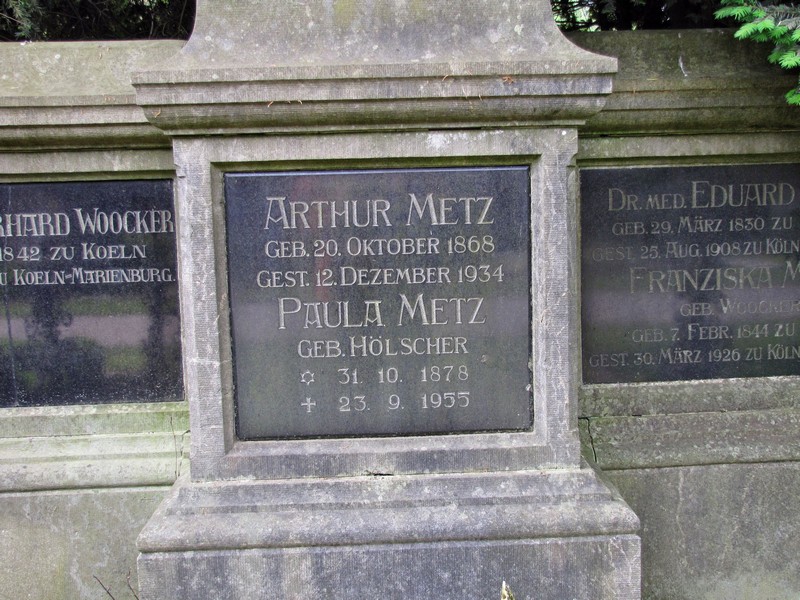 RHARD WOOCKER
1842 ZU KOELN
ZU KOELN-MARIENBURG.
ARTHUR METZ
GEB. 20. OKTOBER 1868
GEST. 12. DEZEMBER 1934
PAULA METZ
GEB. HÖLSCHER
✡ 31. 10. 1878
✝ 23. 9. 1955
DR. MED. EDUARD
GEB. 29. MÄRZ 1830 ZU
GEST. 25. AUG. 1908 ZU KÖLN
FRANZISKA M
GEB. WOOCKER
GEB. 7. FEBR. 1844 ZU
GEST. 30. MÄRZ 1926 ZU KÖLN